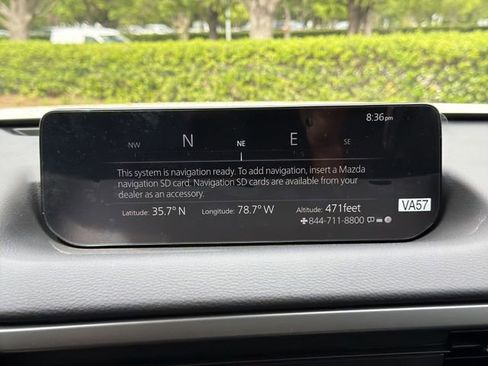 8:36pm
NW N NE E SE
This system is navigation ready. To add navigation, insert a Mazda
navigation SD card. Navigation SD cards are available from your
dealer as an accessory.
Latitude: 35.7° N Longitude: 78.7° W Altitude: 471feet
VA57
844-711-8800